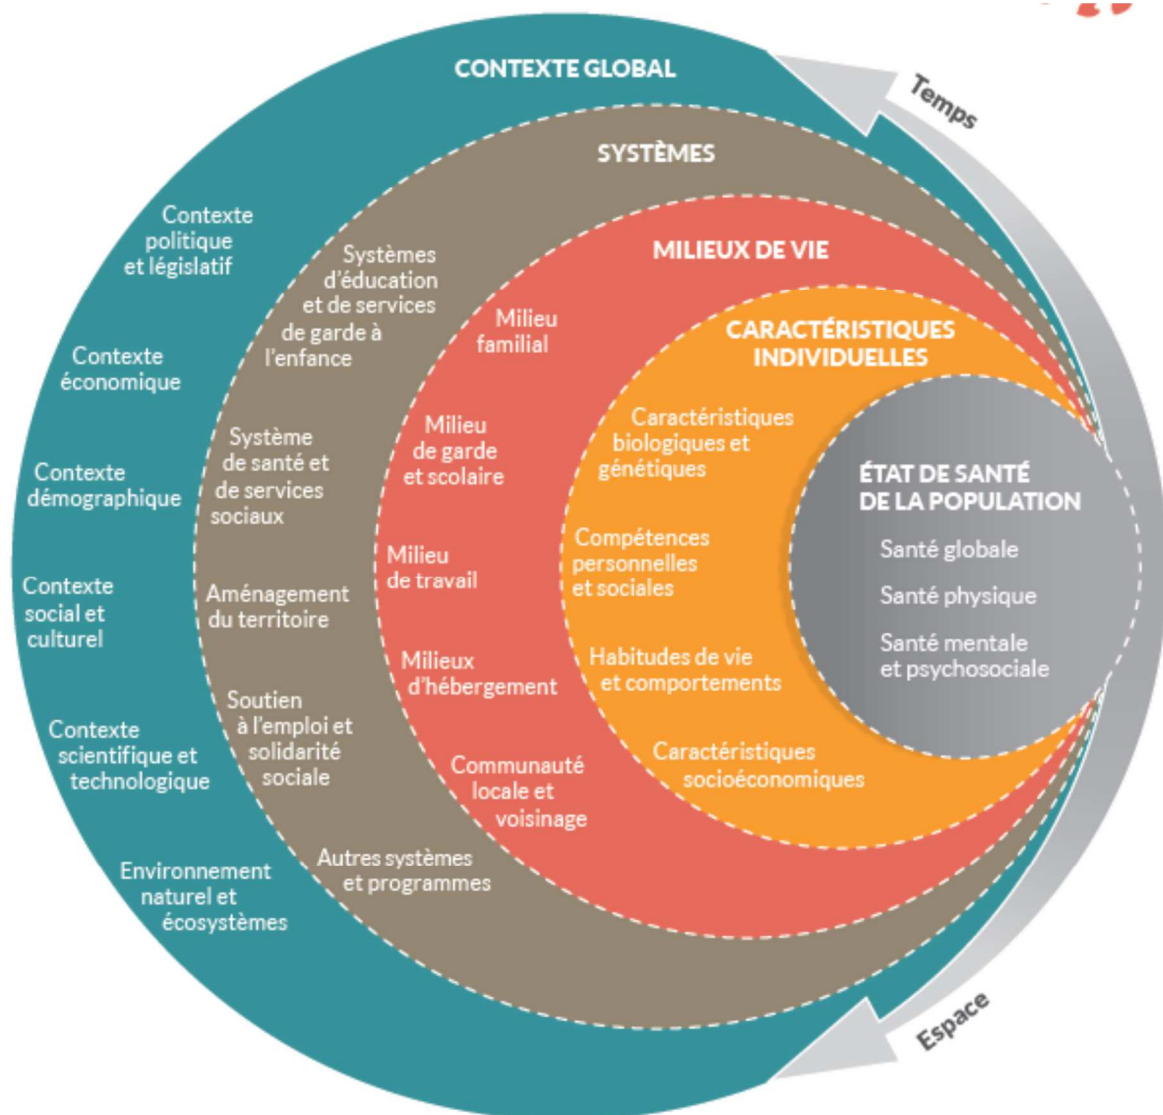 Temps
CONTEXTE GLOBAL
Contexte
politique
et législatif
Contexte
économique
Contexte
démographique
Contexte
social et
culturel
Contexte
scientifique et
technologique
Environnement
naturel et
écosystèmes
SYSTÈMES
Systèmes
d'éducation
et de services
de garde à
l'enfance
Système
de santé et
de services
sociaux
Aménagement
du territoire
Soutien
à l'emploi et
solidarité
sociale
Autres systèmes
et programmes
MILIEUX DE VIE
Milieu
familial
Milieu
de garde
et scolaire
Milieu
de travail
Milieux
d'hébergement
Communauté
locale et
voisinage
CARACTÉRISTIQUES
INDIVIDUELLES
Caractéristiques
biologiques et
génétiques
Compétences
personnelles
et sociales
Habitudes de vie
et comportements
Caractéristiques
socioéconomiques
ÉTAT DE SANTÉ
DE LA POPULATION
Santé globale
Santé physique
Santé mentale
et psychosociale
Espace